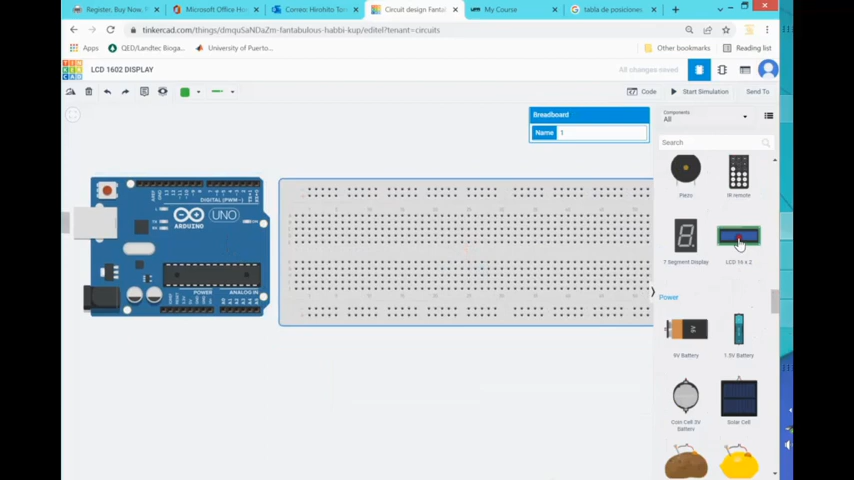 Register, Buy Now,
Microsoft Office Ho
Correo: Hirohito Tor
Circuit design Fantal
My Course
tabla de posiciones
tinkercad.com/things/dmquSaNDaZm-fantabulous-habbi-kup/editel?tenant=circuits
Apps
QED/Landtec Bioga...
University of Puerto...
Other bookmarks
Reading list
LCD 1602 DISPLAY
All changes saved
Code
Start Simulation
Send To
Breadboard
Name 1
Components
All
Search
Piezo
IR remote
7 Segment Display
LCD 16 x 2
Power
9V Battery
1.5V Battery
Coin Cell 3V Battery
Solar Cell
DIGITAL (PWM~)
UNO
ARDUINO
POWER
ANALOG IN